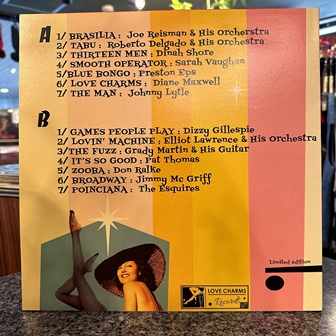 A
1/ BRASILIA : Joe Reisman & His Orcherstra
2/ TABU : Roberto Delgado & His Orchestra
3/ THIRTEEN MEN : Dinah Shore
4/ SMOOTH OPERATOR : Sarah Vaughan
5/BLUE BONGO : Preston Eps
6/ LOVE CHARMS : Diane Maxwell
7/ THE MAN : Johnny Lytle
B
1/ GAMES PEOPLE PLAY : Dizzy Gillespie
2/ LOVIN' MACHINE : Elliot Lawrence & His Orchestra
3/THE FUZZ : Grady Martin & His Guitar
4/ IT'S SO GOOD : Pat Thomas
5/ ZOOBA : Don Ralke
6/ BROADWAY : Jimmy Mc Griff
7/ POINCIANA : The Esquires
Limited edition
LOVE CHARMS
Records